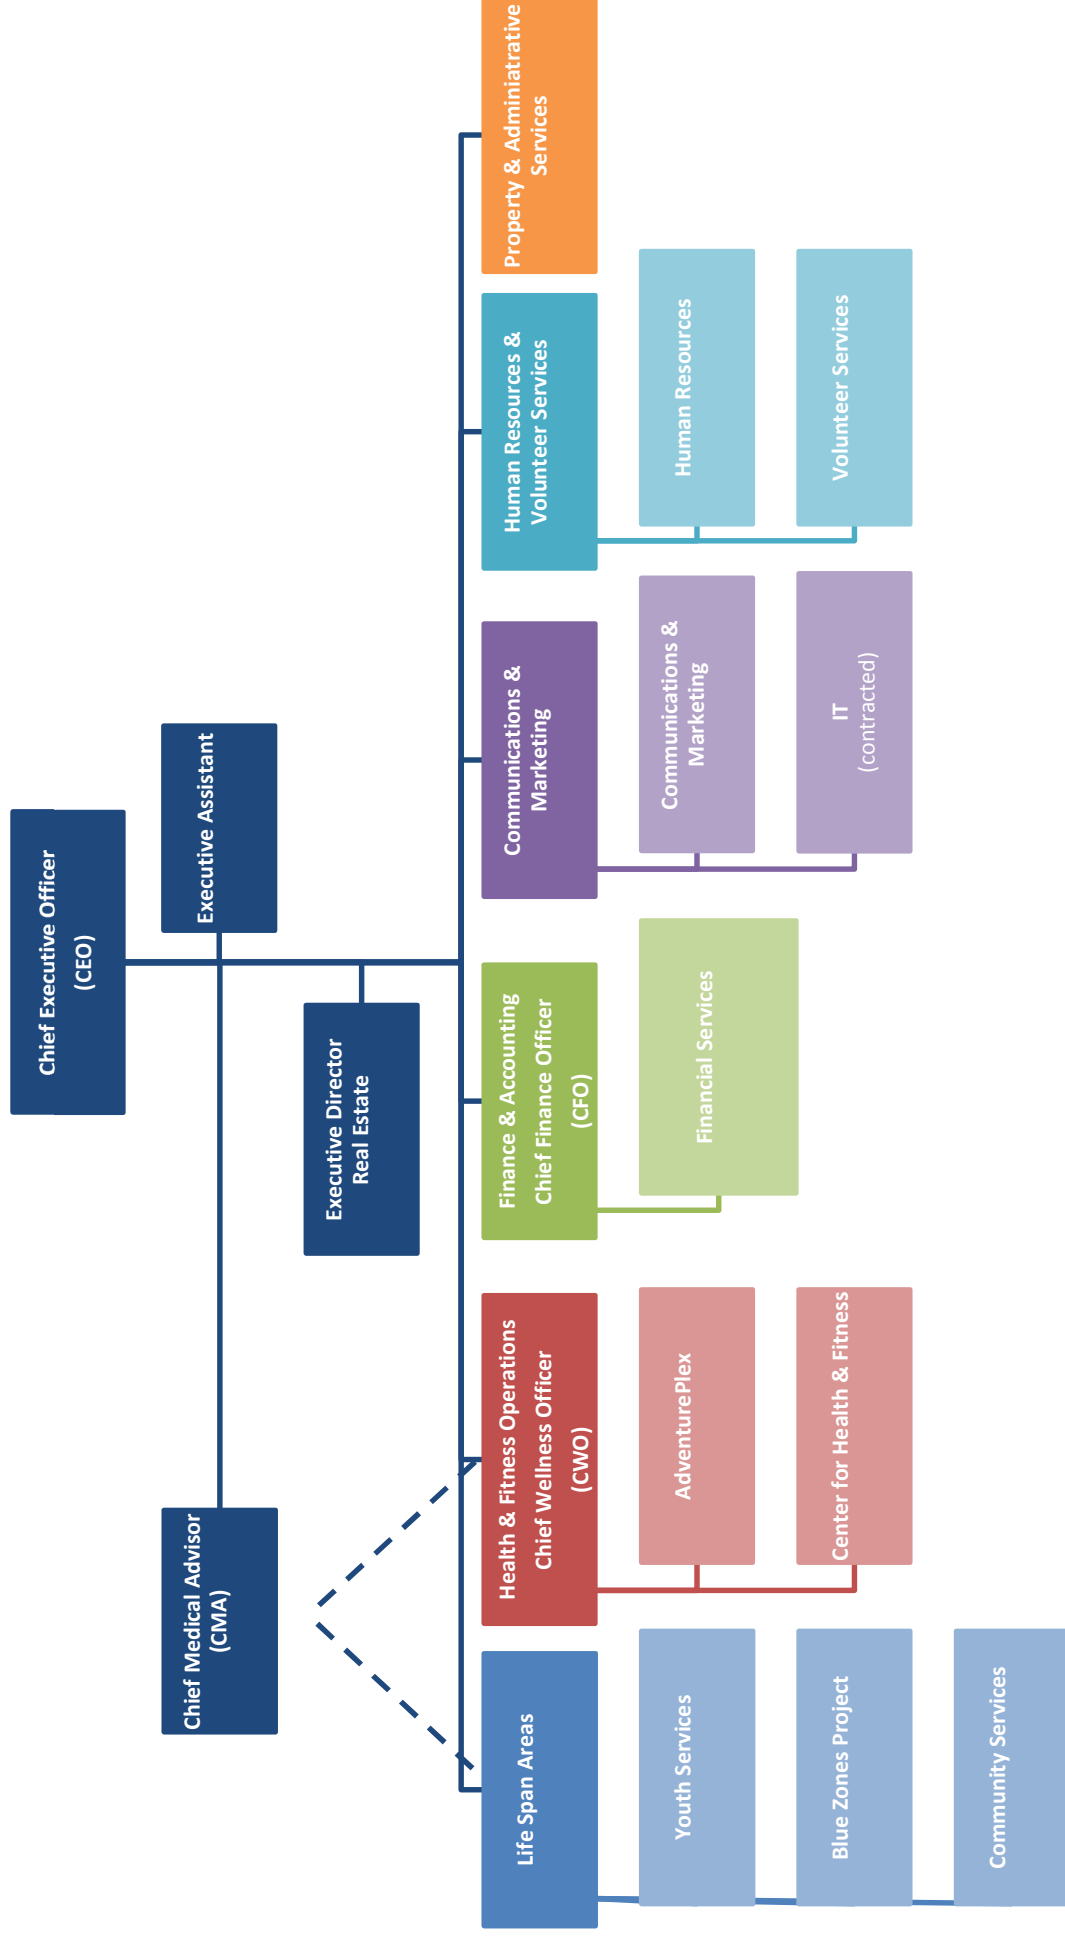 Chief Executive Officer
(CEO)
Executive Assistant
Chief Medical Advisor
(CMA)
Executive Director
Real Estate
Life Span Areas
Youth Services
Blue Zones Project
Community Services
Health & Fitness Operations
Chief Wellness Officer
(CWO)
AdventurePlex
Center for Health & Fitness
Finance & Accounting
Chief Finance Officer
(CFO)
Financial Services
Communications &
Marketing
Communications &
Marketing
IT
(contracted)
Human Resources &
Volunteer Services
Human Resources
Volunteer Services
Property & Adminiatrative
Services